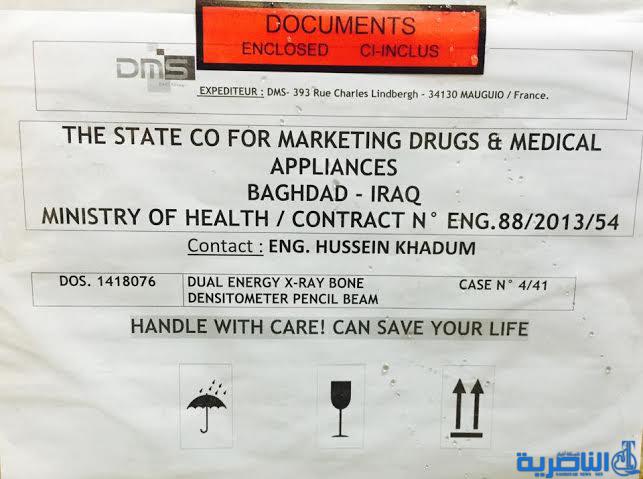 DOCUMENTS
ENCLOSED CI-INCLUS
DMS
EXPEDITEUR : DMS- 393 Rue Charles Lindbergh - 34130 MAUGUIO / France.
THE STATE CO FOR MARKETING DRUGS & MEDICAL
APPLIANCES
BAGHDAD - IRAQ
MINISTRY OF HEALTH / CONTRACT N° ENG.88/2013/54
Contact : ENG. HUSSEIN KHADUM
DOS. 1418076 DUAL ENERGY X-RAY BONE CASE N° 4/41
DENSITOMETER PENCIL BEAM
HANDLE WITH CARE! CAN SAVE YOUR LIFE
الناصرية